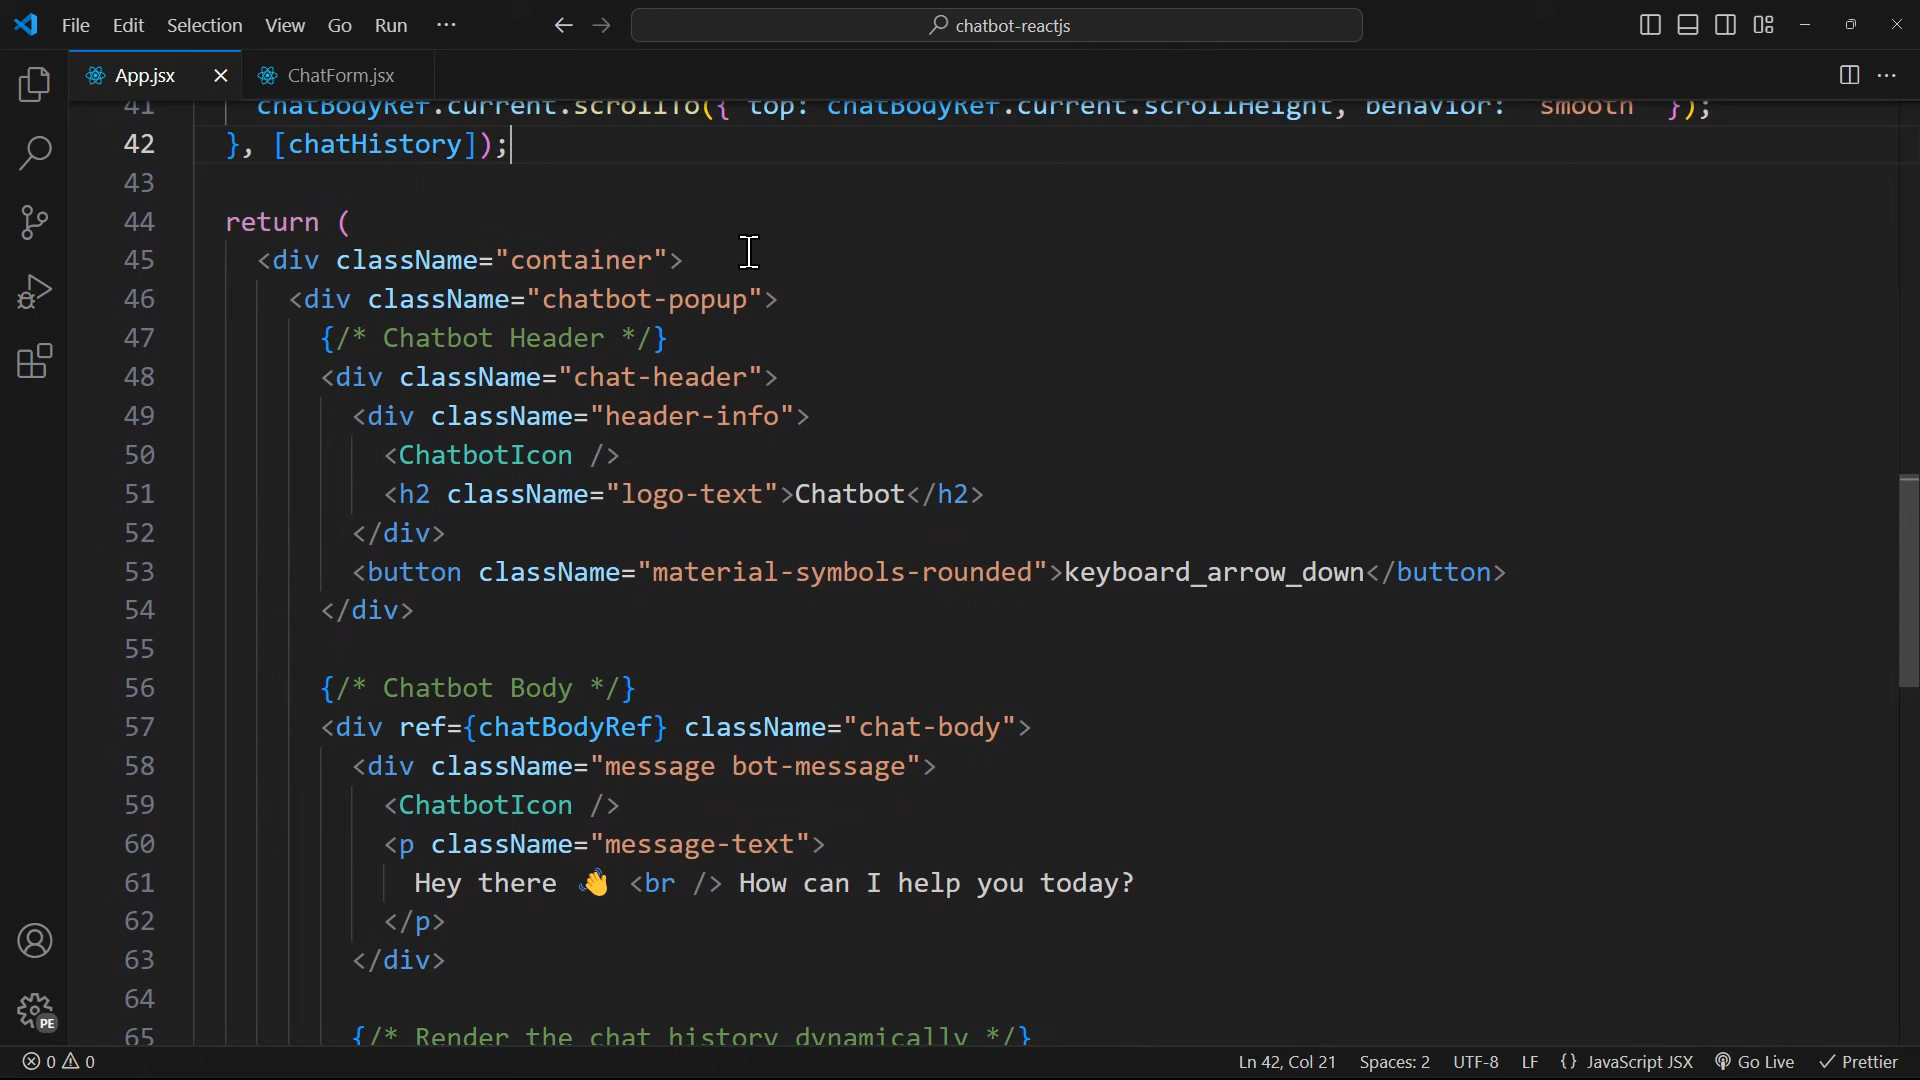 File Edit Selection View Go Run ···
chatbot-reactjs
App.jsx
ChatForm.jsx
···
41 chatBodyRef.current.scrollTo({ top: chatBodyRef.current.scrollHeight, behavior: "smooth" });
42 }, [chatHistory]);
43
44 return (
45 <div className="container">
46 <div className="chatbot-popup">
47 {/* Chatbot Header */}
48 <div className="chat-header">
49 <div className="header-info">
50 <ChatbotIcon />
51 <h2 className="logo-text">Chatbot</h2>
52 </div>
53 <button className="material-symbols-rounded">keyboard_arrow_down</button>
54 </div>
55
56 {/* Chatbot Body */}
57 <div ref={chatBodyRef} className="chat-body">
58 <div className="message bot-message">
59 <ChatbotIcon />
60 <p className="message-text">
61 Hey there 👋 <br /> How can I help you today?
62 </p>
63 </div>
64
65 {/* Render the chat history dynamically */}
PE
0 0 Ln 42, Col 21 Spaces: 2 UTF-8 LF {} JavaScript JSX Go Live Prettier